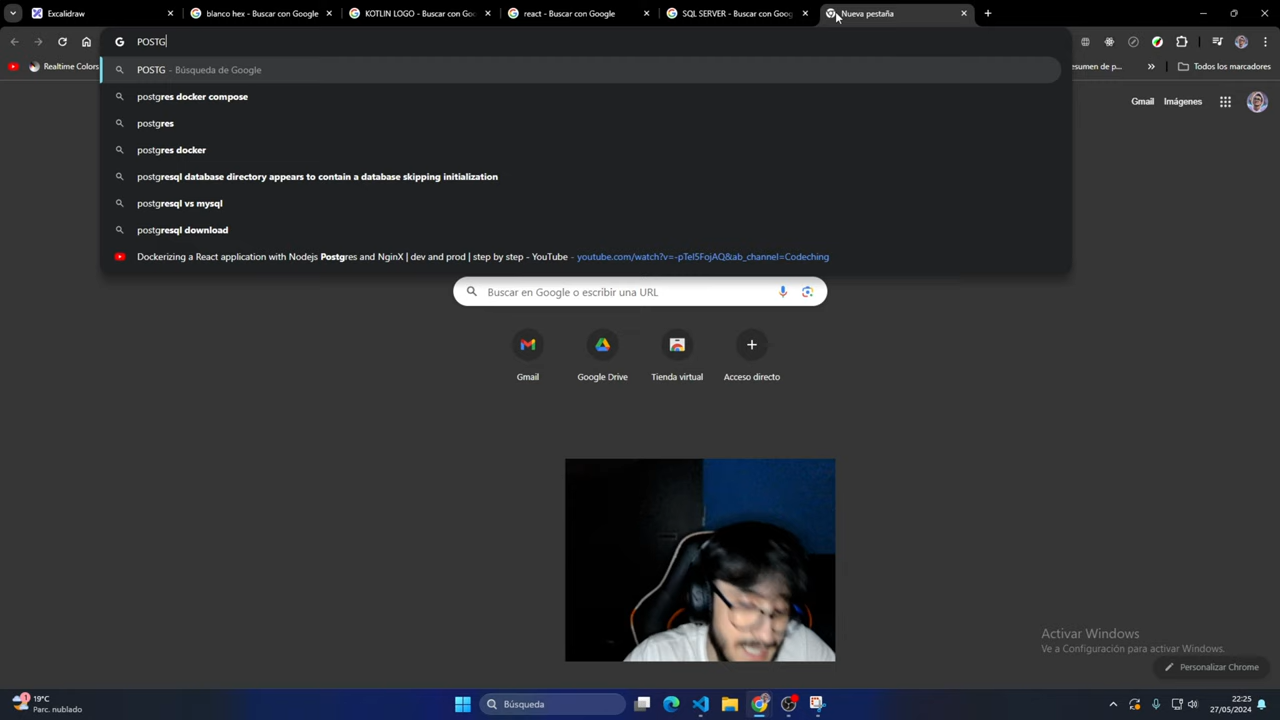 Excalidraw
blanco hex - Buscar con Google
KOTLIN LOGO - Buscar con Goo
react - Buscar con Google
SQL SERVER - Buscar con Goog
Nueva pestaña
POSTG
Realtime Colors
esumen de p...
Todos los marcadores
POSTG - Búsqueda de Google
postgres docker compose
postgres
postgres docker
postgresql database directory appears to contain a database skipping initialization
postgresql vs mysql
postgresql download
Dockerizing a React application with Nodejs Postgres and NginX | dev and prod | step by step - YouTube - youtube.com/watch?v=-pTel5FojAQ&ab_channel=Codeching
Gmail
Imágenes
Buscar en Google o escribir una URL
Gmail
Google Drive
Tienda virtual
Acceso directo
Activar Windows
Ve a Configuración para activar Windows.
Personalizar Chrome
1
19°C
Parc. nublado
Búsqueda
22:25
27/05/2024